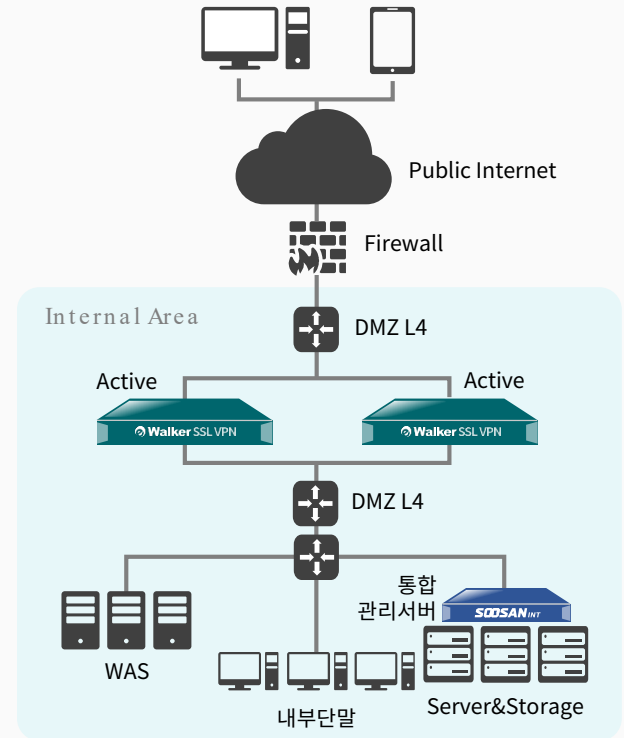 Public Internet
Firewall
Internal Area
DMZ L4
Active
Active
Walker SSL VPN
Walker SSL VPN
DMZ L4
통합
관리서버
SOOSAN INT
WAS
내부단말
Server&Storage